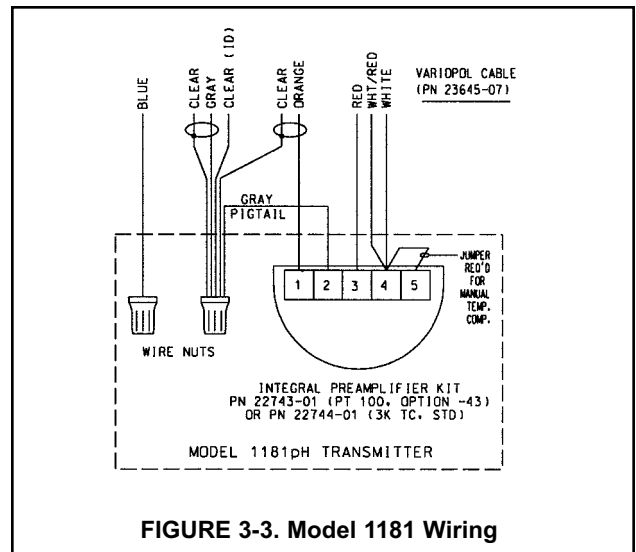 BLUE
CLEAR
GRAY
CLEAR (ID)
CLEAR
ORANGE
RED
WHT/RED
WHITE
VARIOPOL CABLE
(PN 23645-07)
GRAY
PIGTAIL
1 2 3 4 5
JUMPER
REQ'D
FOR
MANUAL
TEMP.
COMP.
WIRE NUTS
INTEGRAL PREAMPLIFIER KIT
PN 22743-01 (PT 100, OPTION -43)
OR PN 22744-01 (3K TC, STD)
MODEL 1181pH TRANSMITTER
FIGURE 3-3. Model 1181 Wiring